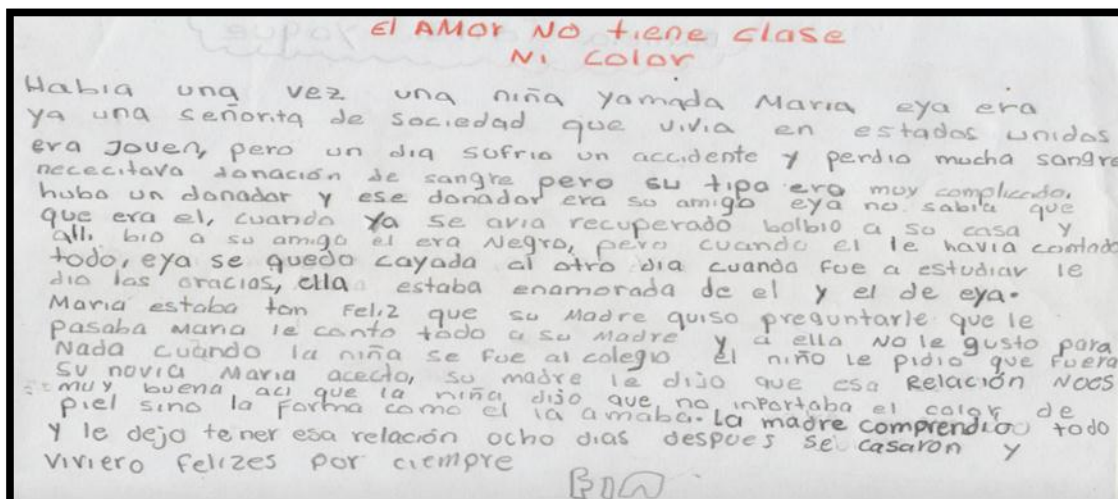 El AMOr NO tiene clase
Ni color
Habia una vez una niña yamada Maria eya era
ya una señorita de sociedad que vivia en estados unidos
era Joven, pero un dia sufrio un accidente y perdio mucha sangre
nececitava donación de sangre pero su tipo era muy complicado,
hubo un donador y ese donador era su amigo eya no sabia que
que era el, cuando ya se avia recuperado bolbio a su casa y
alli bio a su amigo el era Negro, pero cuando el le havia contado
todo, eya se quedo cayada al otro dia cuando fue a estudiar le
dio las gracias, ella estaba enamorada de el y el de eya.
Maria estaba tan Feliz que su Madre quiso preguntarle que le
pasaba Maria le conto todo a su Madre y a ella No le gusto para
Nada cuando la niña se fue al colegio el niño le pidio que fuera
su novia Maria acecto, su madre le dijo que esa Relación NOes
muy buena aci que la niña dijo que no inportaba el color de
piel sino la forma como el la amaba. La madre comprendio todo
y le dejo tener esa relación ocho dias despues se casaron y
viviero felizes por ciempre
FIN